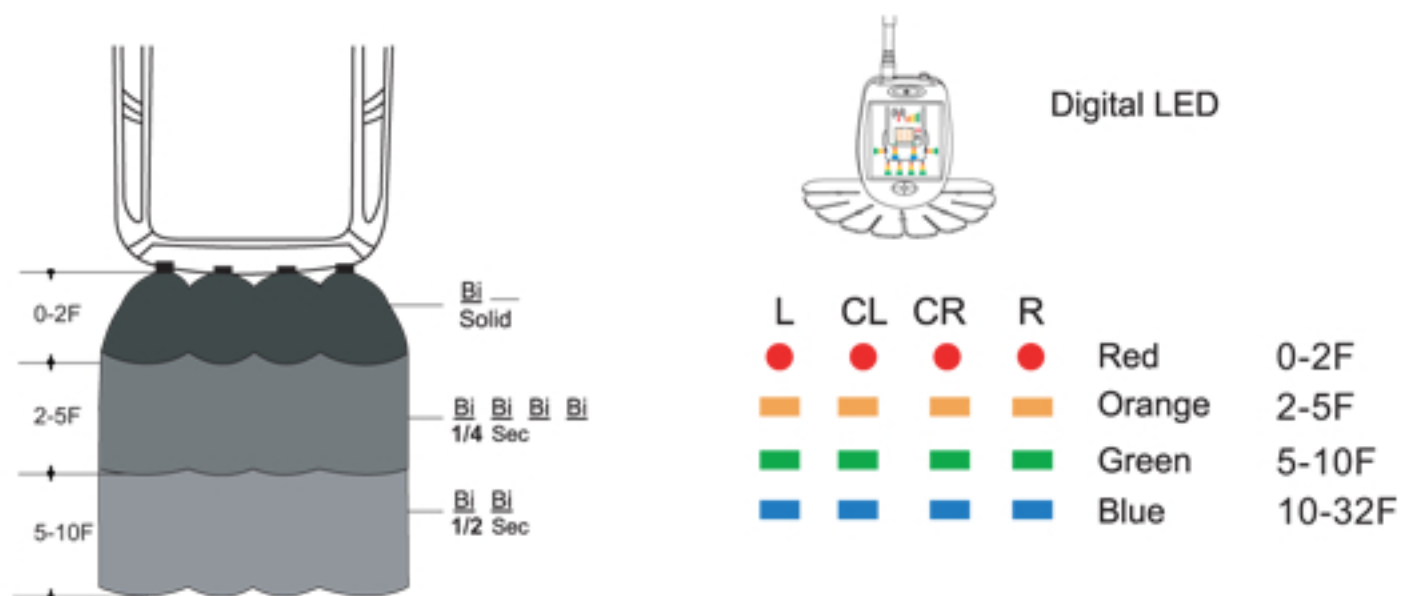 0-2F
Bi
Solid
2-5F
Bi Bi Bi Bi
1/4 Sec
5-10F
Bi Bi
1/2 Sec
Digital LED
L CL CR R
Red 0-2F
Orange 2-5F
Green 5-10F
Blue 10-32F